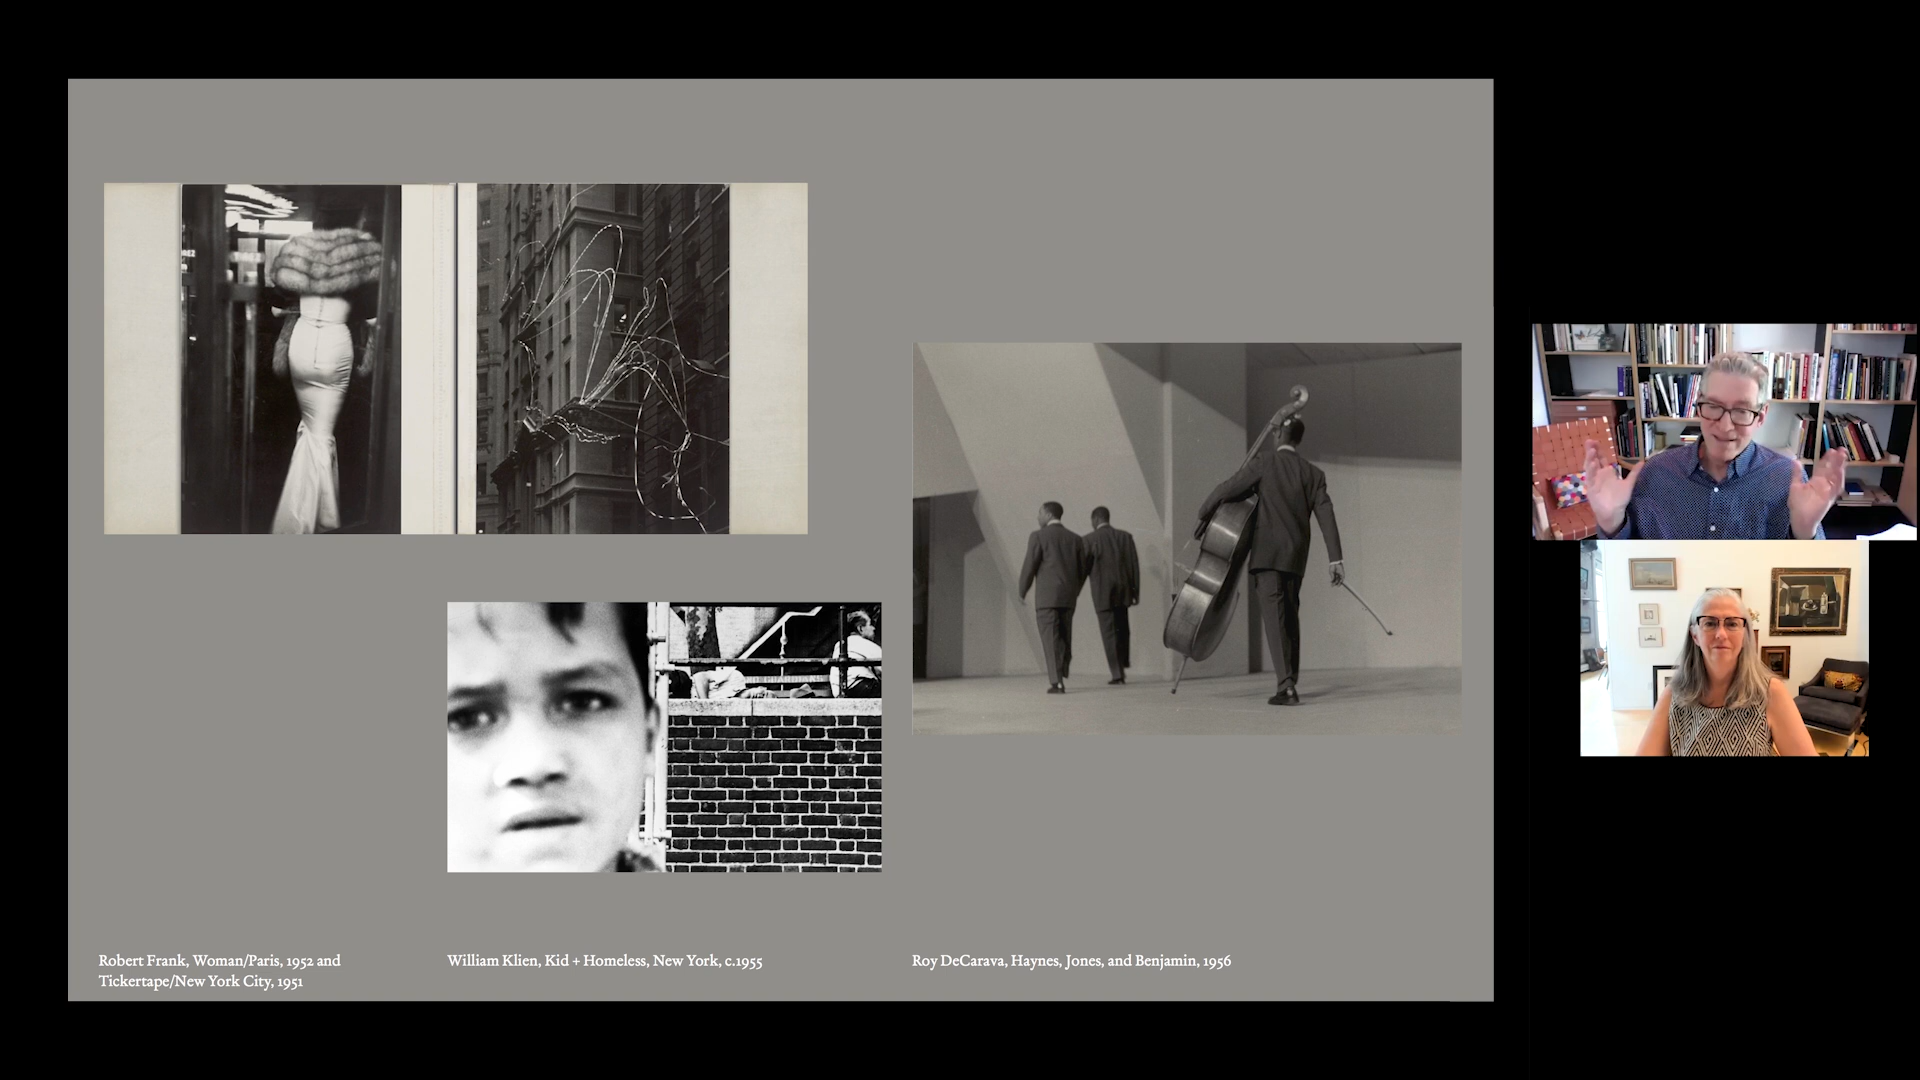 Robert Frank, Woman/Paris, 1952 and
Tickertape/New York City, 1951
William Klien, Kid + Homeless, New York, c.1955
Roy DeCarava, Haynes, Jones, and Benjamin, 1956